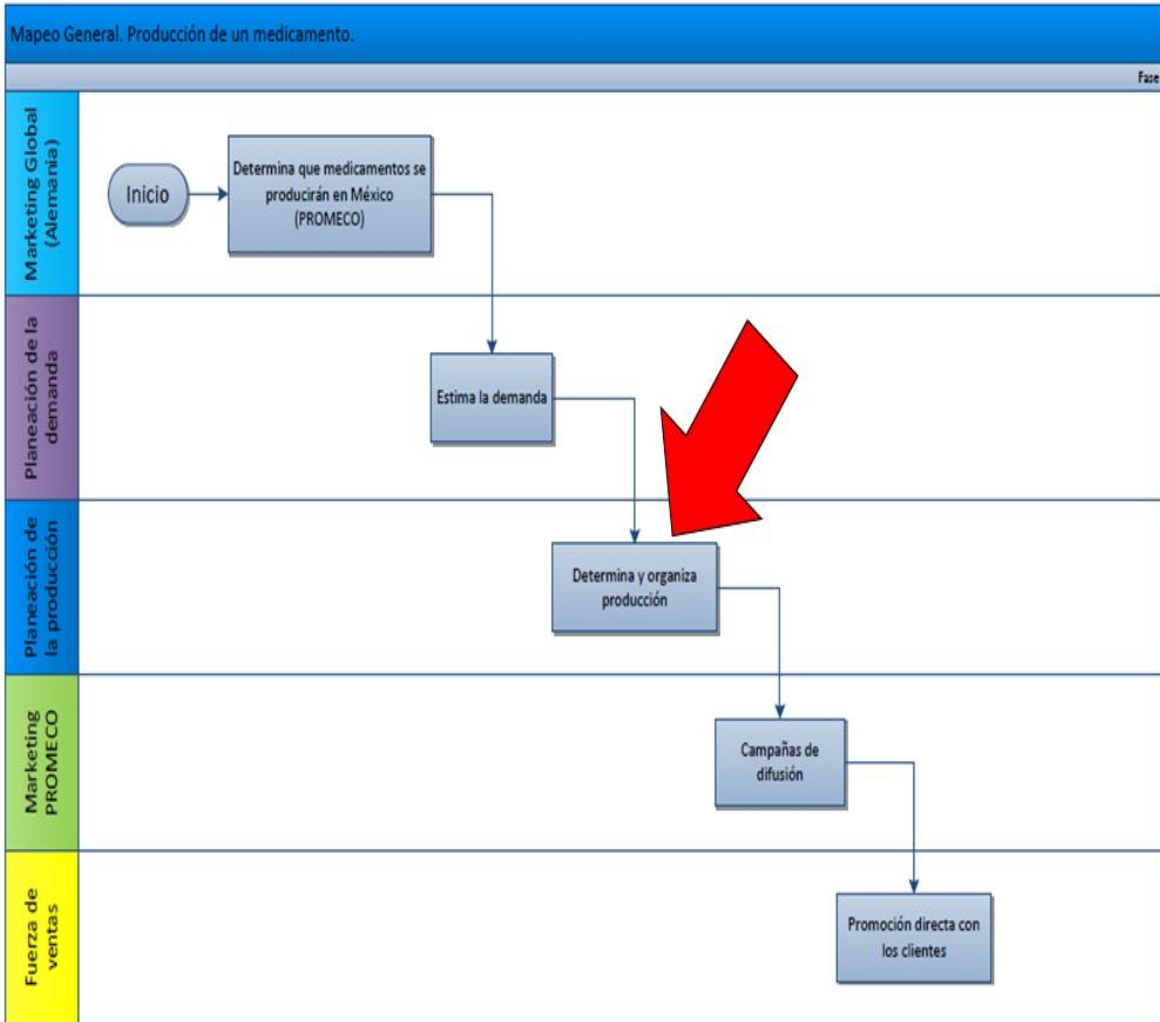 Mapeo General. Producción de un medicamento.
Fase
Marketing Global
(Alemania)
Inicio
Determina que medicamentos se
producirán en México
(PROMECO)
Planeación de la
demanda
Estima la demanda
Planeación de
la producción
Determina y organiza
producción
Marketing
PROMECO
Campañas de
difusión
Fuerza de
ventas
Promoción directa con
los clientes